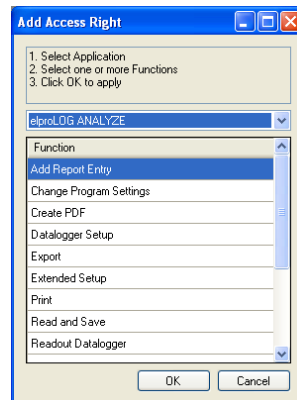 Add Access Right
1. Select Application
2. Select one or more Functions
3. Click OK to apply
elproLOG ANALYZE
Function
Add Report Entry
Change Program Settings
Create PDF
Datalogger Setup
Export
Extended Setup
Print
Read and Save
Readout Datalogger
OK Cancel